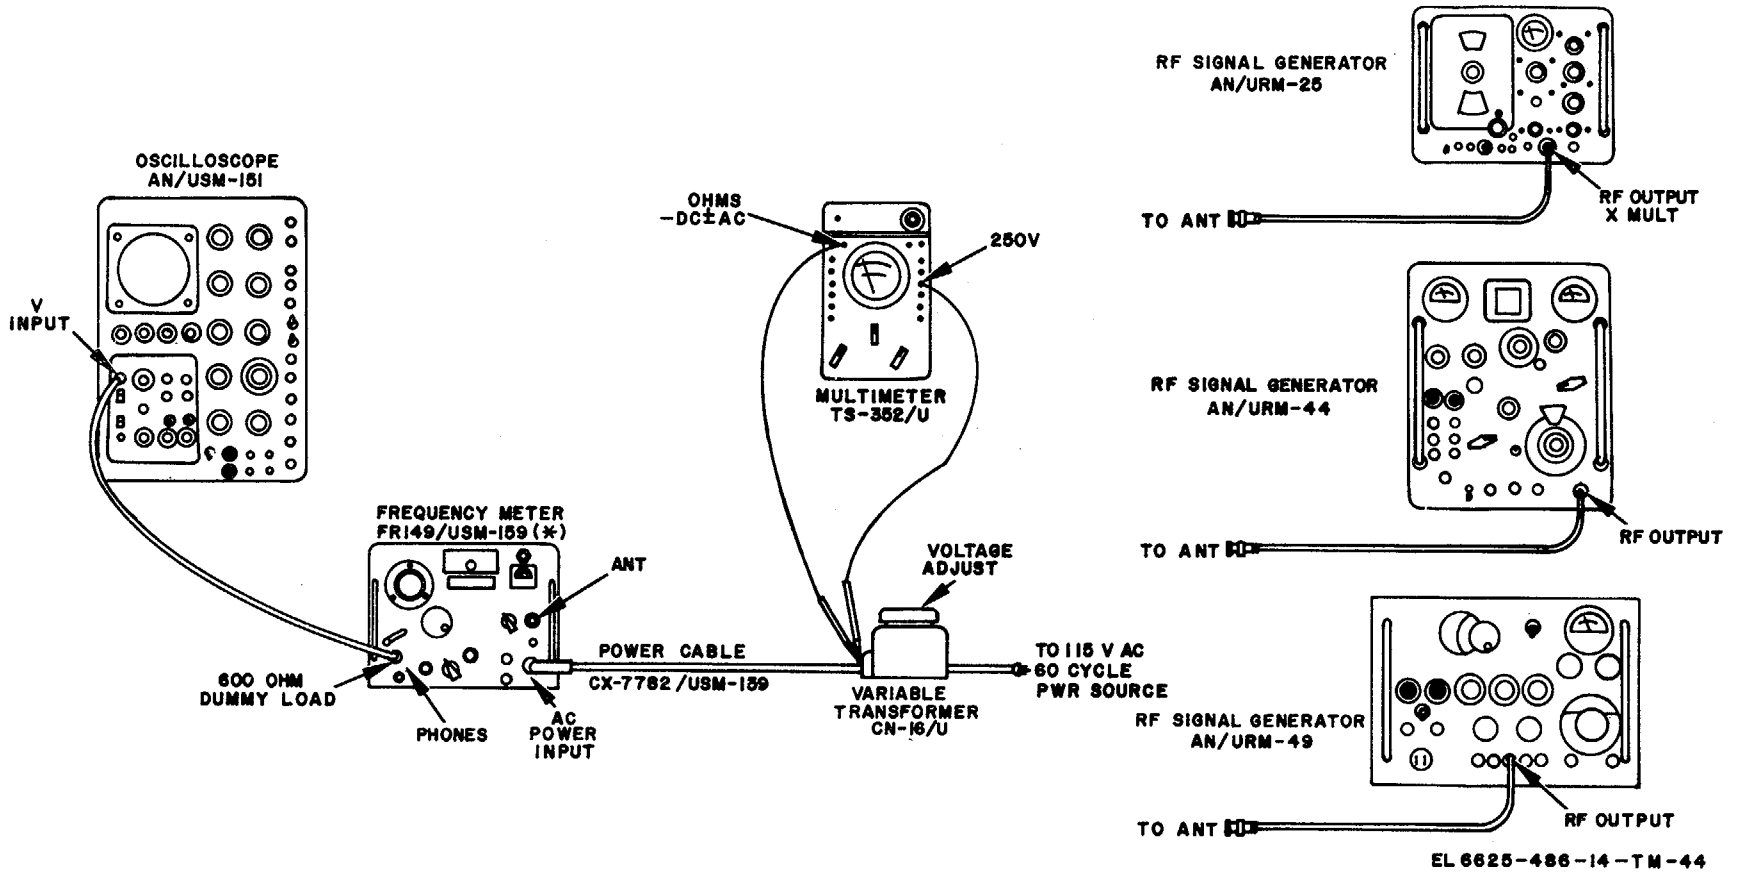 OSCILLOSCOPE
AN/USM-151
V
INPUT
OHMS
-DC± AC
250V
MULTIMETER
TS-352/U
FREQUENCY METER
FR149/USM-159 (*)
ANT
VOLTAGE
ADJUST
POWER CABLE
CX-7762/USM-159
TO 115 V AC
60 CYCLE
PWR SOURCE
VARIABLE
TRANSFORMER
CN-16/U
600 OHM
DUMMY LOAD
PHONES
AC
POWER
INPUT
RF SIGNAL GENERATOR
AN/URM-25
RF OUTPUT
X MULT
TO ANT
RF SIGNAL GENERATOR
AN/URM-44
RF OUTPUT
TO ANT
RF SIGNAL GENERATOR
AN/URM-49
RF OUTPUT
TO ANT
EL 6625-486-14-TM-44